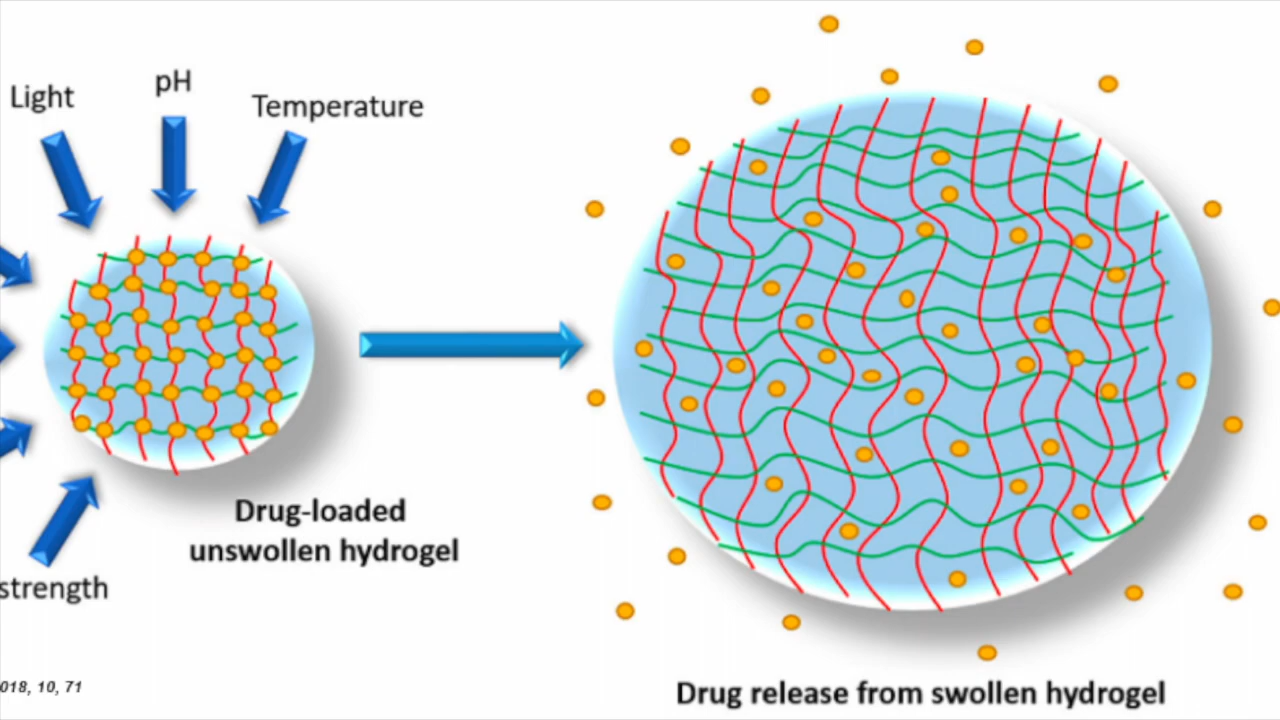 Light
pH
Temperature
Drug-loaded
unswollen hydrogel
strength
018, 10, 71
Drug release from swollen hydrogel